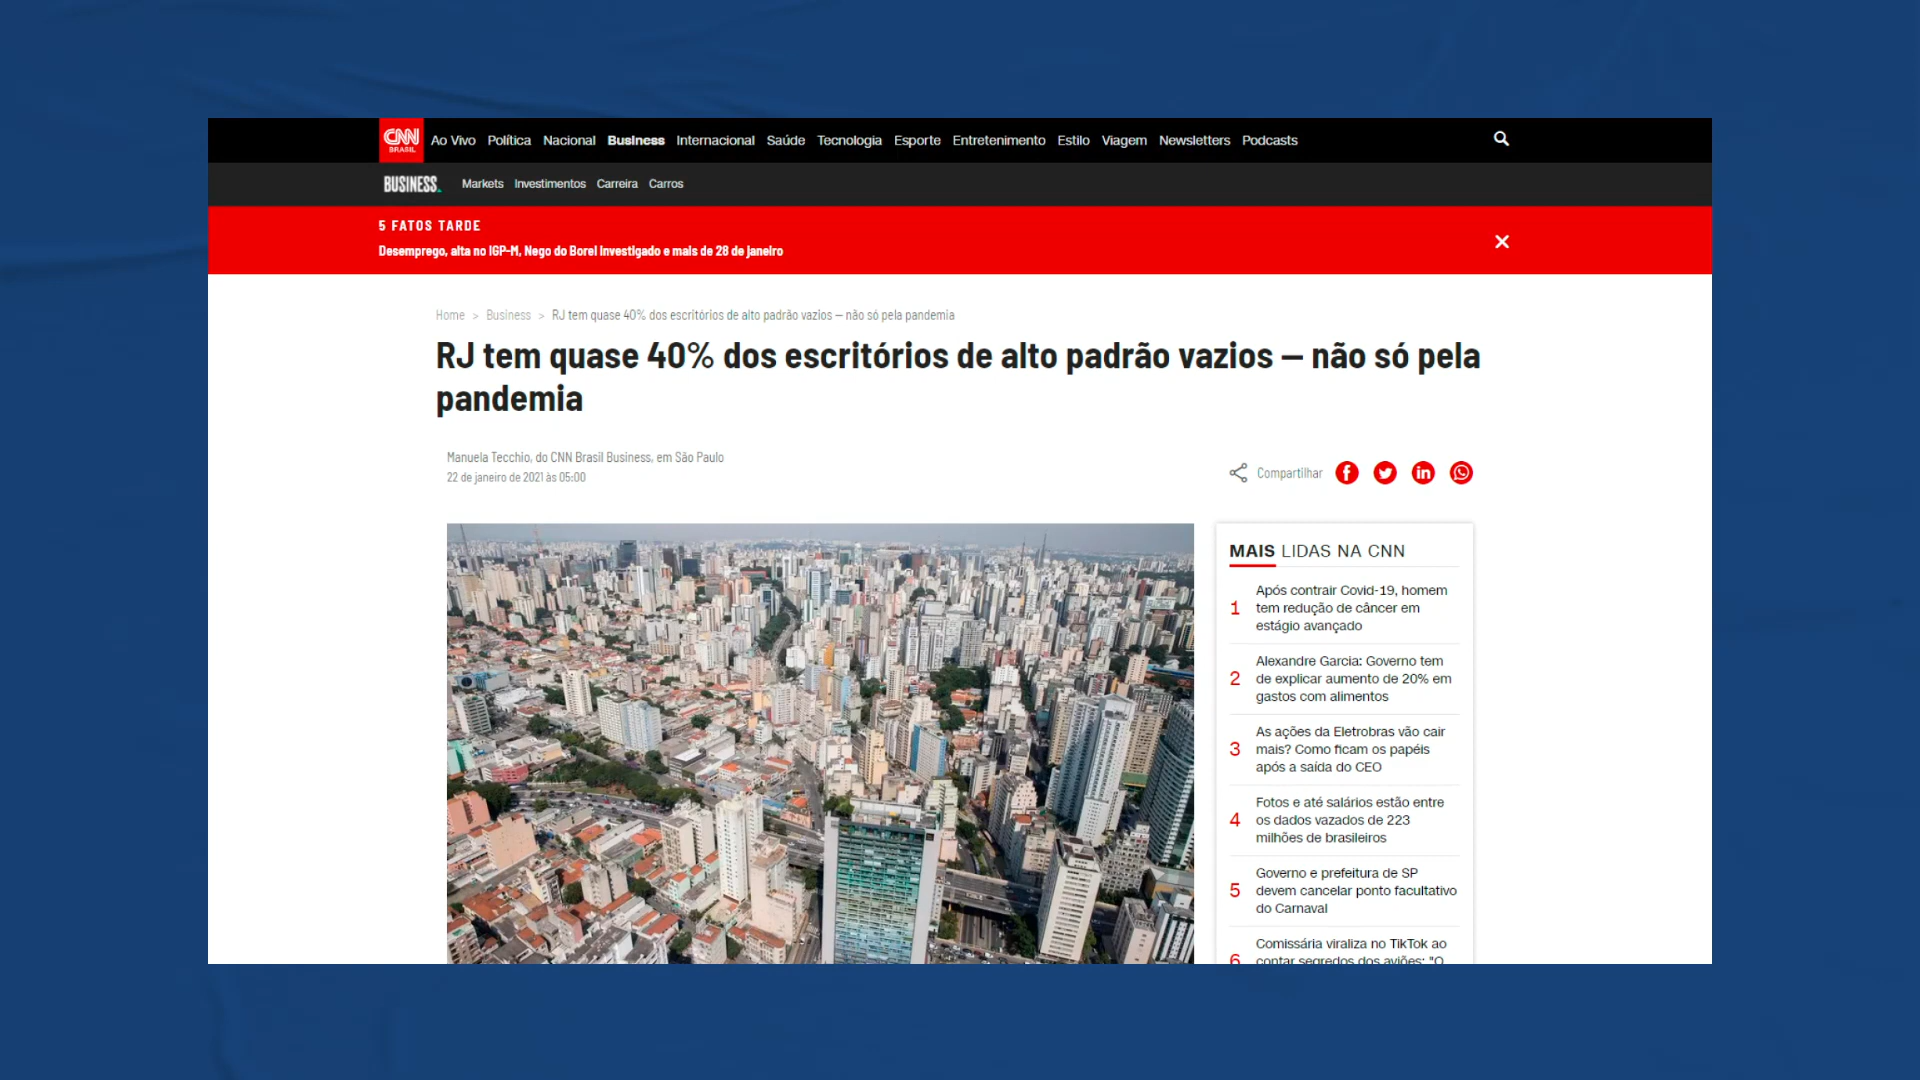 CNN
BRASIL
Ao Vivo Política Nacional Business Internacional Saúde Tecnologia Esporte Entretenimento Estilo Viagem Newsletters Podcasts
BUSINESS_
Markets Investimentos Carreira Carros
5 FATOS TARDE
Desemprego, alta no IGP-M, Nego do Borel investigado e mais de 28 de janeiro
Home > Business > RJ tem quase 40% dos escritórios de alto padrão vazios – não só pela pandemia
RJ tem quase 40% dos escritórios de alto padrão vazios – não só pela
pandemia
Manuela Tecchio, do CNN Brasil Business, em São Paulo
22 de janeiro de 2021 às 05:00
Compartilhar
MAIS LIDAS NA CNN
1
Após contrair Covid-19, homem
tem redução de câncer em
estágio avançado
2
Alexandre Garcia: Governo tem
de explicar aumento de 20% em
gastos com alimentos
3
As ações da Eletrobras vão cair
mais? Como ficam os papéis
após a saída do CEO
4
Fotos e até salários estão entre
os dados vazados de 223
milhões de brasileiros
5
Governo e prefeitura de SP
devem cancelar ponto facultativo
do Carnaval
6
Comissária viraliza no TikTok ao
contar segredos dos aviões: "O